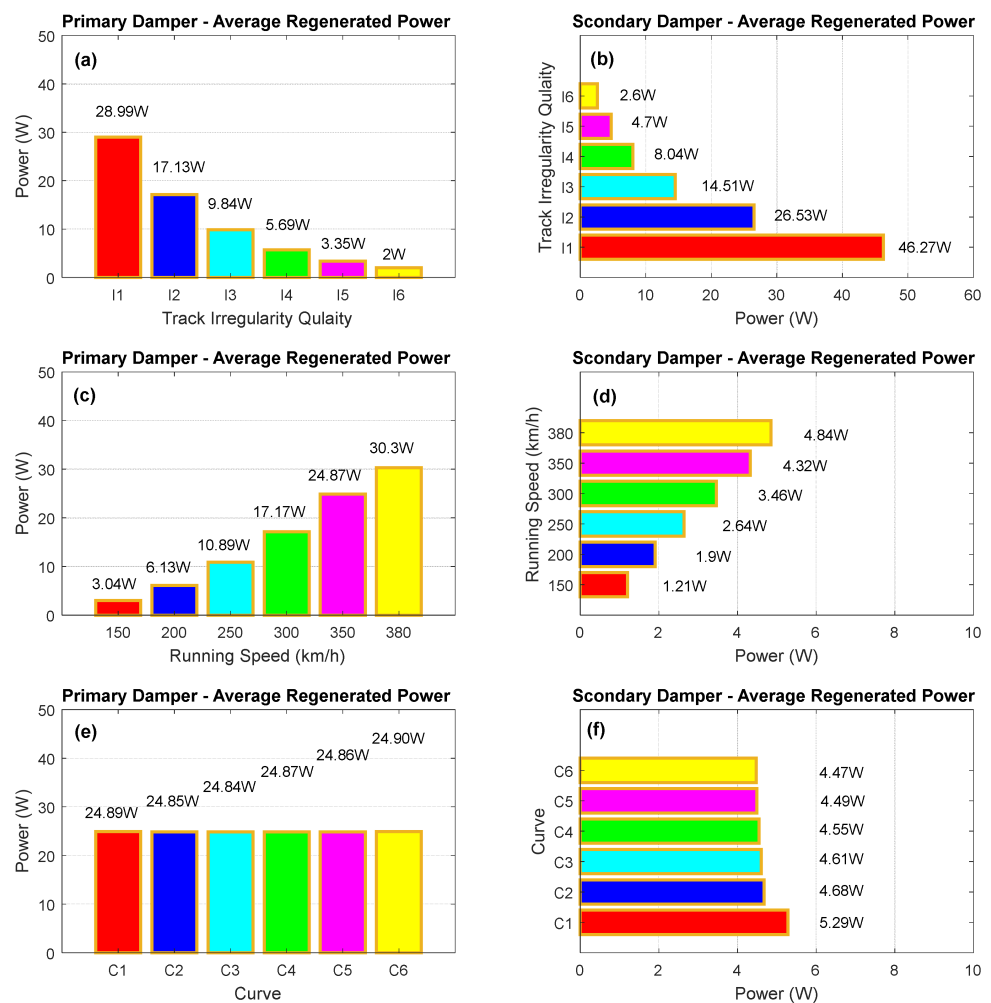 Primary Damper - Average Regenerated Power
(a)
Power (W)
50
40
30
20
10
0
28.99W
17.13W
9.84W
5.69W
3.35W
2W
I1 I2 I3 I4 I5 I6
Track Irregularity Qulaity
Scondary Damper - Average Regenerated Power
(b)
Track Irregularity Qulaity
I6 2.6W
I5 4.7W
I4 8.04W
I3 14.51W
I2 26.53W
I1 46.27W
0 10 20 30 40 50 60
Power (W)
Primary Damper - Average Regenerated Power
(c)
Power (W)
50
40
30
20
10
0
3.04W
6.13W
10.89W
17.17W
24.87W
30.3W
150 200 250 300 350 380
Running Speed (km/h)
Scondary Damper - Average Regenerated Power
(d)
Running Speed (km/h)
380 4.84W
350 4.32W
300 3.46W
250 2.64W
200 1.9W
150 1.21W
0 2 4 6 8 10
Power (W)
Primary Damper - Average Regenerated Power
(e)
Power (W)
50
40
30
20
10
0
24.89W
24.85W
24.84W
24.87W
24.86W
24.90W
C1 C2 C3 C4 C5 C6
Curve
Scondary Damper - Average Regenerated Power
(f)
Curve
C6 4.47W
C5 4.49W
C4 4.55W
C3 4.61W
C2 4.68W
C1 5.29W
0 2 4 6 8 10
Power (W)